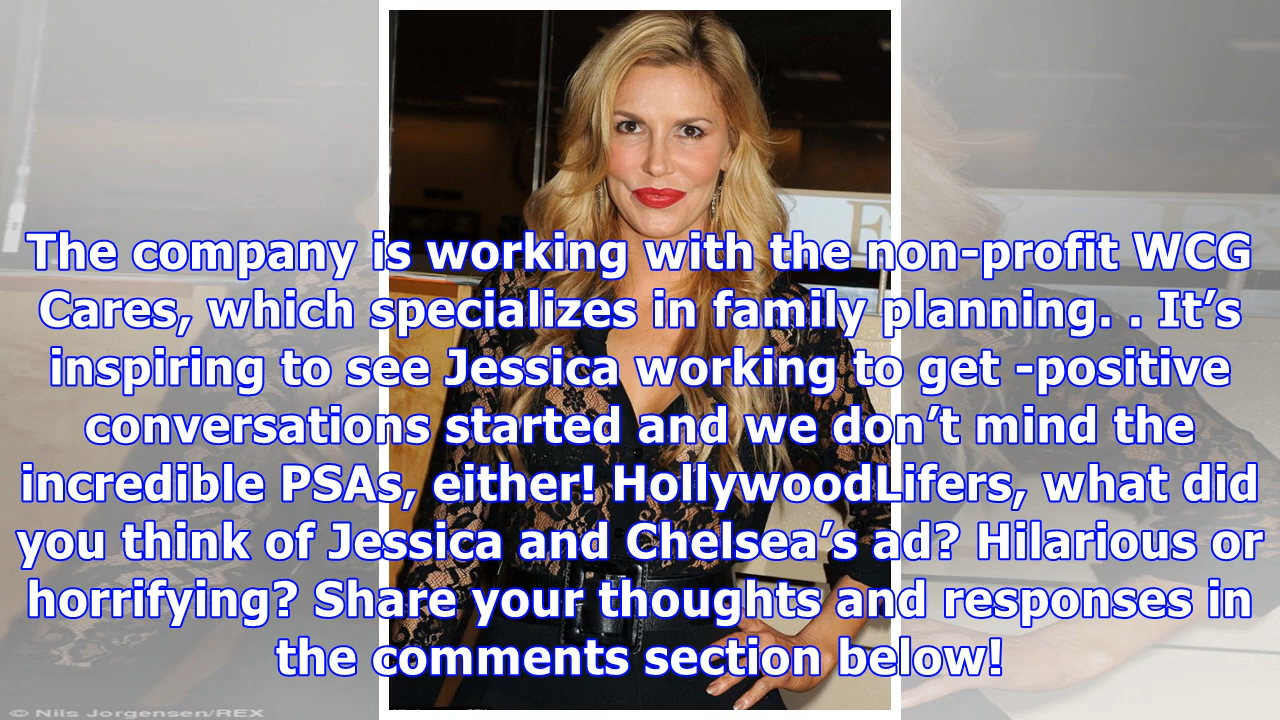 The company is working with the non-profit WCG
Cares, which specializes in family planning. . It’s
inspiring to see Jessica working to get -positive
conversations started and we don’t mind the
incredible PSAs, either! HollywoodLifers, what did
you think of Jessica and Chelsea’s ad? Hilarious or
horrifying? Share your thoughts and responses in
the comments section below!
© Nils Jorgensen/REX